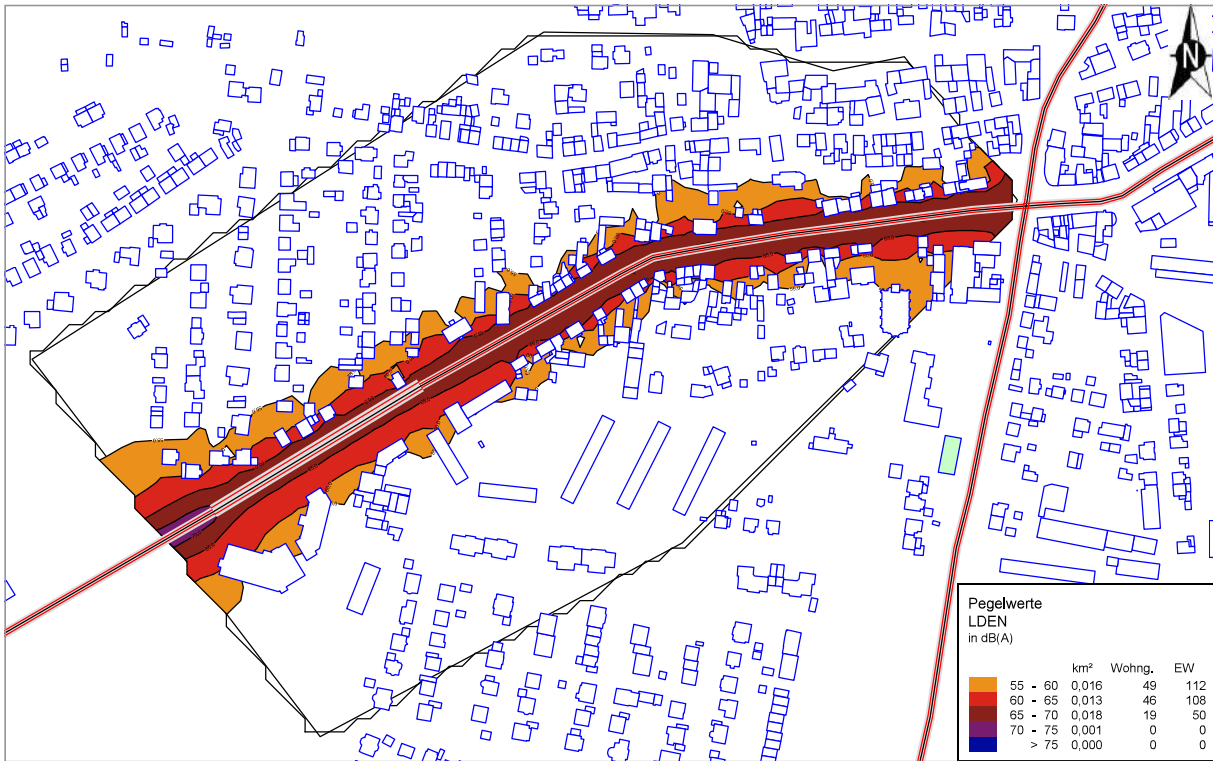 N
Pegelwerte
LDEN
in dB(A)
km² Wohng. EW
55 - 60 0,016 49 112
60 - 65 0,013 46 108
65 - 70 0,018 19 50
70 - 75 0,001 0 0
> 75 0,000 0 0